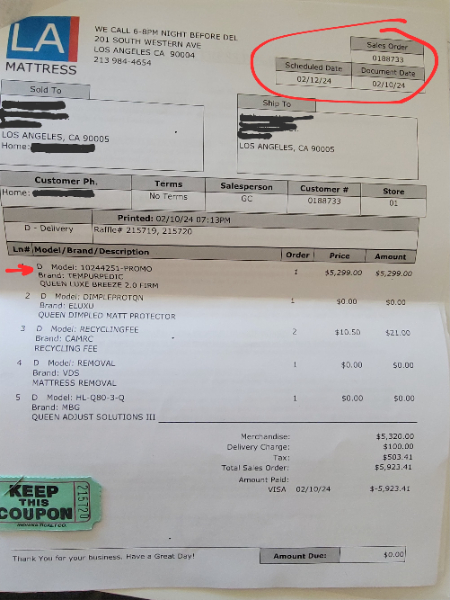 LA
MATTRESS
WE CALL 6-8PM NIGHT BEFORE DEL
201 SOUTH WESTERN AVE
LOS ANGELES, CA 90004
213 984-4654
Sales Order
0188733
Scheduled Date Document Date
02/12/24 02/10/24
Sold To
LOS ANGELES, CA 90005
Home:
Ship To
LOS ANGELES, CA 90005
Customer Ph. Terms Salesperson Customer # Store
Home: No Terms GC 0188733 01
Printed: 02/10/24 07:13PM
D - Delivery Raffle# 215719, 215720
Ln# Model/Brand/Description Order Price Amount
D Model: 10244251-PROMO 1 $5,299.00 $5,299.00
Brand: TEMPURPEDIC
QUEEN LUXE BREEZE 2.0 FIRM
2 D Model: DIMPLEPROTQN 1 $0.00 $0.00
Brand: ELUXU
QUEEN DIMPLED MATT PROTECTOR
3 D Model: RECYCLINGFEE 2 $10.50 $21.00
Brand: CAMRC
RECYCLING FEE
4 D Model: REMOVAL 1 $0.00 $0.00
Brand: VDS
MATTRESS REMOVAL
5 D Model: HL-Q80-3-Q 1 $0.00 $0.00
Brand: MBG
QUEEN ADJUST SOLUTIONS III
Merchandise: $5,320.00
Delivery Charge: $100.00
Tax: $503.41
Total Sales Order: $5,923.41
Amount Paid:
VISA 02/10/24 $-5,923.41
KEEP
THIS
COUPON
215720
Thank You for your business. Have a Great Day!
Amount Due: $0.00